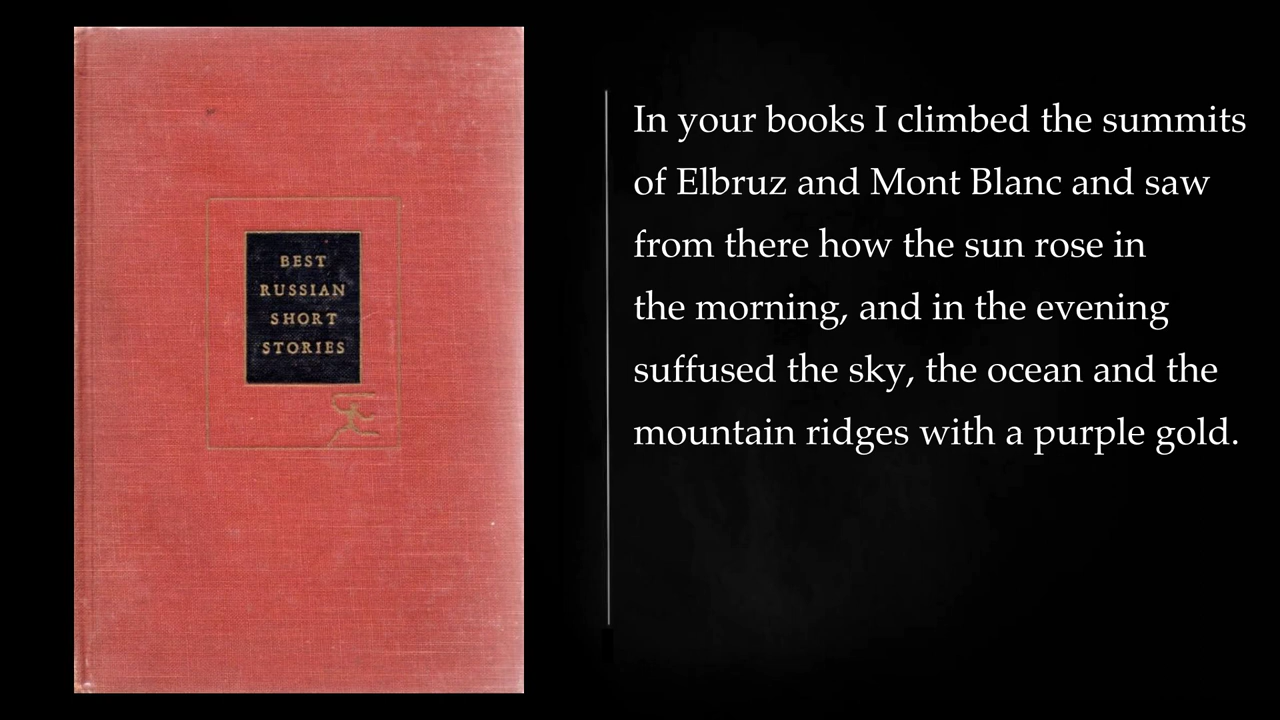 BEST
RUSSIAN
SHORT
STORIES
In your books I climbed the summits
of Elbruz and Mont Blanc and saw
from there how the sun rose in
the morning, and in the evening
suffused the sky, the ocean and the
mountain ridges with a purple gold.